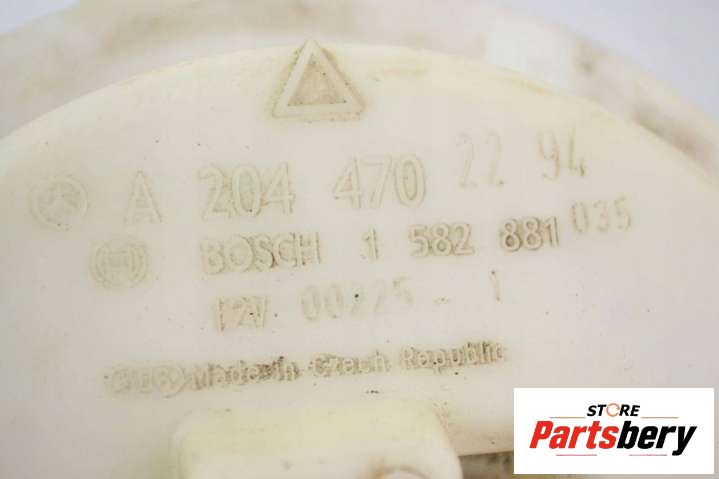 A 204 470 22 94
BOSCH 1 582 881 035
12V 00225 - 1
Made in Czech Republic
STORE
Partsbery